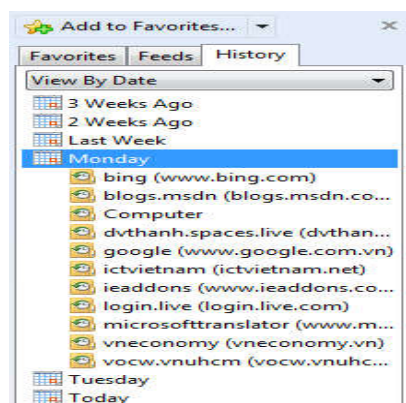 Add to Favorites...
Favorites Feeds History
View By Date
3 Weeks Ago
2 Weeks Ago
Last Week
Monday
bing (www.bing.com)
blogs.msdn (blogs.msdn.co...
Computer
dvthanh.spaces.live (dvthan...
google (www.google.com.vn)
ictvietnam (ictvietnam.net)
ieaddons (www.ieaddons.co...
login.live (login.live.com)
microsofttranslator (www.m...
vneconomy (vneconomy.vn)
vocw.vnuhcm (vocw.vnuhc...
Tuesday
Today